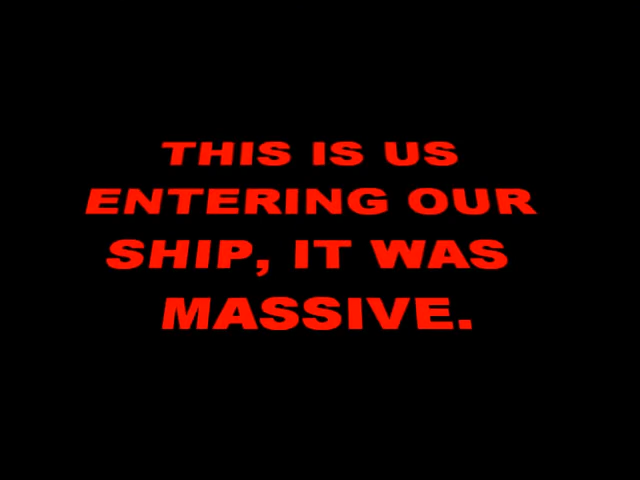 THIS IS US
ENTERING OUR
SHIP, IT WAS
MASSIVE.